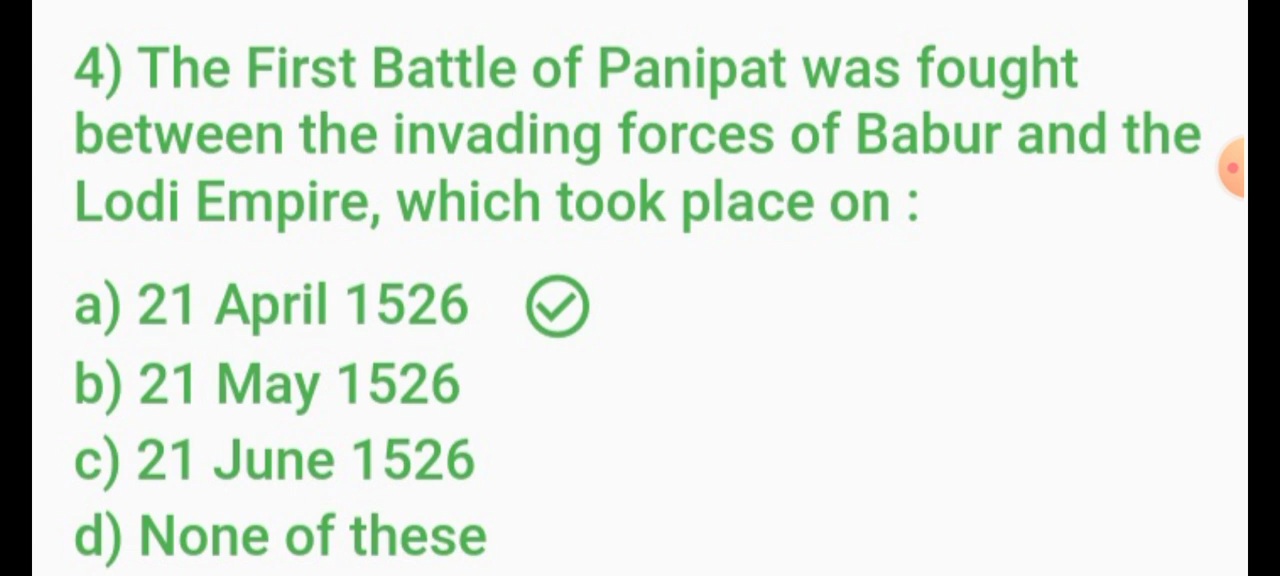 4) The First Battle of Panipat was fought
between the invading forces of Babur and the
Lodi Empire, which took place on :
a) 21 April 1526
b) 21 May 1526
c) 21 June 1526
d) None of these